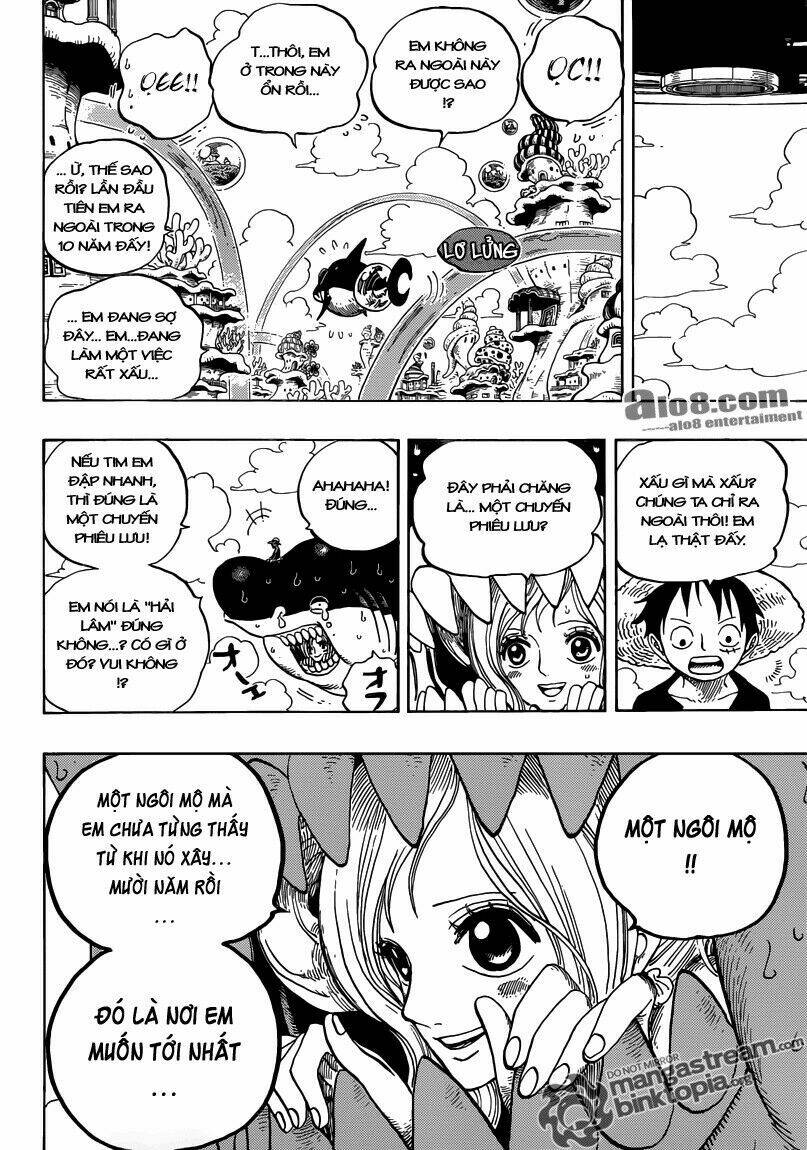 ỌC!!
EM KHÔNG
RA NGOÀI NÀY
ĐƯỢC SAO
!?
T...THÔI, EM
Ở TRONG NÀY
ỔN RỒI...
ỌEE!!
... Ừ, THẾ SAO
RỒI? LẦN ĐẦU
TIÊN EM RA
NGOÀI TRONG
10 NĂM ĐẤY!
LƠ LỬNG
... EM ĐANG SỢ
ĐÂY... EM...ĐANG
LÀM MỘT VIỆC
RẤT XẤU...
alo8.com
alo8 entertaiment
XẤU GÌ MÀ XẤU?
CHÚNG TA CHỈ RA
NGOÀI THÔI! EM
LẠ THẬT ĐẤY.
ĐÂY PHẢI CHĂNG
LÀ... MỘT CHUYẾN
PHIÊU LƯU?
AHAHAHA!
ĐÚNG...
NẾU TIM EM
ĐẬP NHANH,
THÌ ĐÚNG LÀ
MỘT CHUYẾN
PHIÊU LƯU!
EM NÓI LÀ "HẢI
LÂM" ĐÚNG
KHÔNG...? CÓ GÌ Ở
ĐÓ? VUI KHÔNG
!?
オエ
オフ
MỘT NGÔI MỘ
!!
MỘT NGÔI MỘ MÀ
EM CHƯA TỪNG THẤY
TỪ KHI NÓ XÂY...
MƯỜI NĂM RỒI
...
ĐÓ LÀ NƠI EM
MUỐN TỚI NHẤT
...
DO NOT MIRROR
mangastream.com
binktopia.org